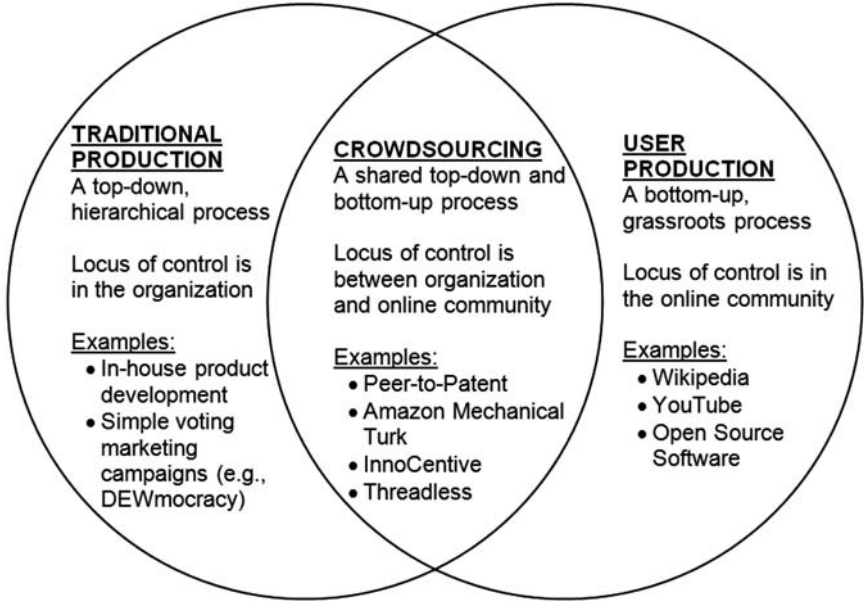 TRADITIONAL
PRODUCTION
A top-down,
hierarchical process
Locus of control is
in the organization
Examples:
• In-house product
development
• Simple voting
marketing
campaigns (e.g.,
DEWmocracy)
CROWDSOURCING
A shared top-down and
bottom-up process
Locus of control is
between organization
and online community
Examples:
• Peer-to-Patent
• Amazon Mechanical
Turk
• InnoCentive
• Threadless
USER
PRODUCTION
A bottom-up,
grassroots process
Locus of control is in
the online community
Examples:
• Wikipedia
• YouTube
• Open Source
Software